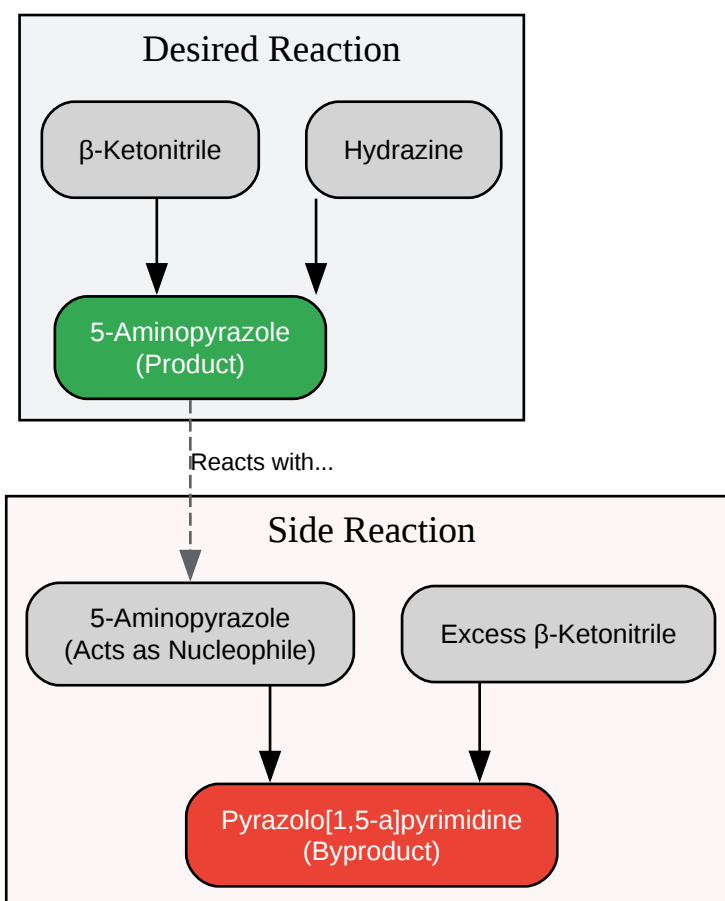 Desired Reaction
β-Ketonitrile
Hydrazine
5-Aminopyrazole
(Product)
Reacts with...
Side Reaction
5-Aminopyrazole
(Acts as Nucleophile)
Excess β-Ketonitrile
Pyrazolo[1,5-a]pyrimidine
(Byproduct)